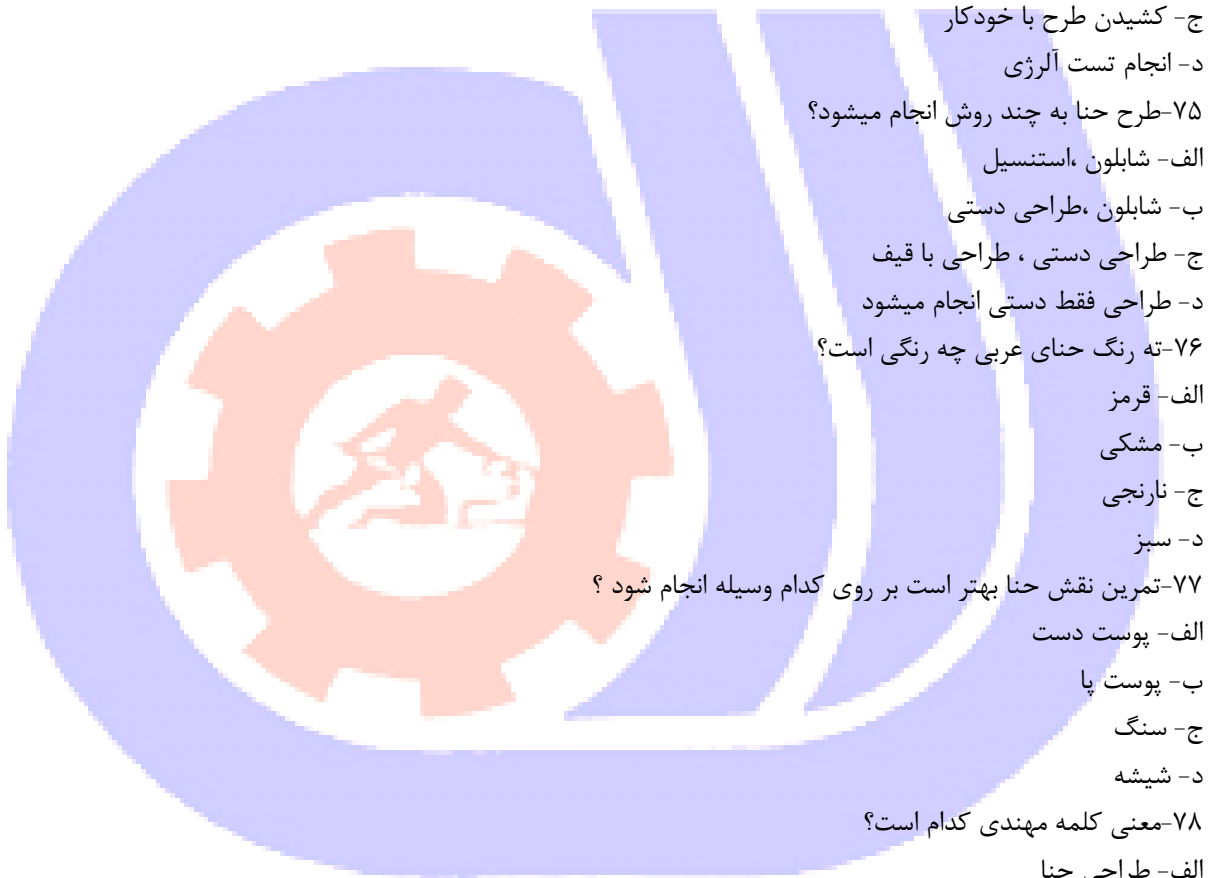 ج- کشیدن طرح با خودکار
د- انجام تست آلرژی
۷۵-طرح حنا به چند روش انجام میشود؟
الف- شابلون ،استنسیل
ب- شابلون ،طراحی دستی
ج- طراحی دستی ، طراحی با قیف
د- طراحی فقط دستی انجام میشود
۷۶-ته رنگ حنای عربی چه رنگی است؟
الف- قرمز
ب- مشکی
ج- نارنجی
د- سبز
۷۷-تمرین نقش حنا بهتر است بر روی کدام وسیله انجام شود ؟
الف- پوست دست
ب- پوست پا
ج- سنگ
د- شیشه
۷۸-معنی کلمه مهندی کدام است؟
الف- طراحی حنا